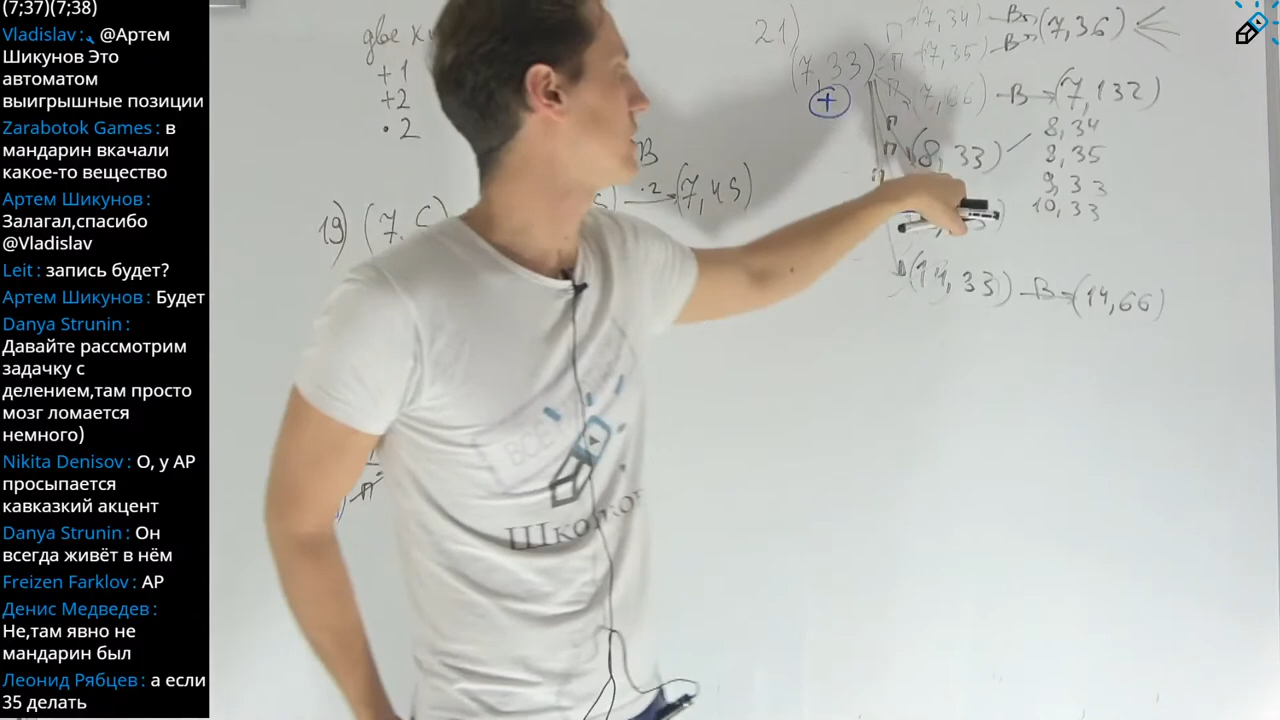 (7;37)(7;38)
Vladislav: @Артем
Шикунов Это
автоматом
выигрышные позиции
Zarabotok Games: в
мандарин вкачали
какое-то вещество
Артем Шикунов:
Залагал,спасибо
@Vladislav
Leit: запись будет?
Артем Шикунов: Будет
Danya Strunin:
Давайте рассмотрим
задачку с
делением,там просто
мозг ломается
немного)
Nikita Denisov: О, у АР
просыпается
кавказкий акцент
Danya Strunin: Он
всегда живёт в нём
Freizen Farklov: АР
Денис Медведев:
Не,там явно не
мандарин был
Леонид Рябцев: а если
35 делать
две
+1
+2
·2
19) (7.
В
·2 (7,
Шко
21)
(7,33)
+
П (7,34) В (7,36)
П (7,35) В
П (7,66) В (7,132)
П
П (8,33)
8,34
8,35
9,33
10,33
П
П (14,33) В (14,66)